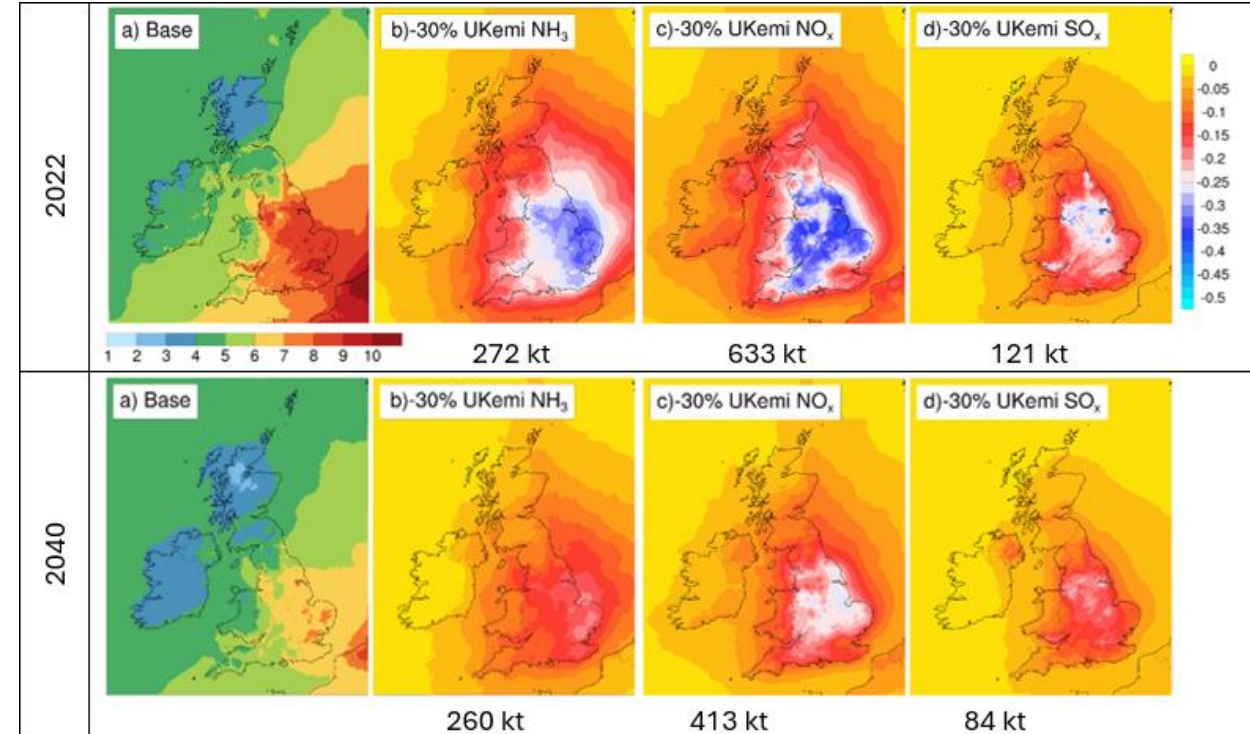 2022
a) Base
b)-30% UKemi NH₃
c)-30% UKemi NOₓ
d)-30% UKemi SOₓ
0
-0.05
-0.1
-0.15
-0.2
-0.25
-0.3
-0.35
-0.4
-0.45
-0.5
1 2 3 4 5 6 7 8 9 10
272 kt
633 kt
121 kt
2040
a) Base
b)-30% UKemi NH₃
c)-30% UKemi NOₓ
d)-30% UKemi SOₓ
260 kt
413 kt
84 kt